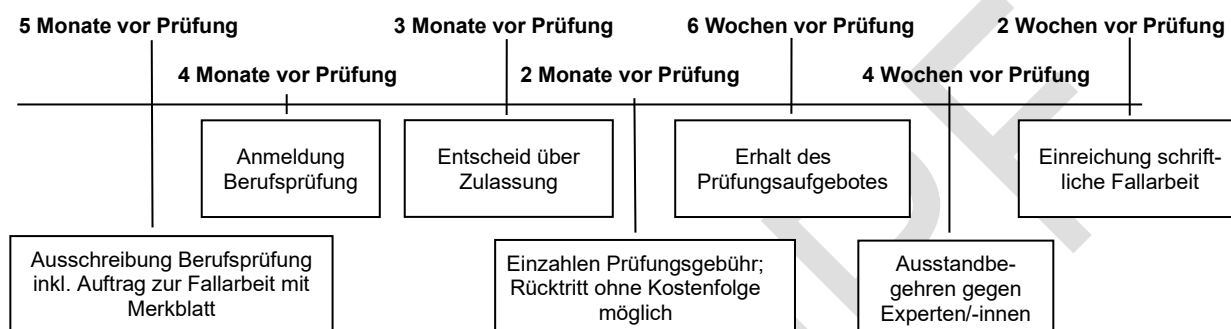 5 Monate vor Prüfung
3 Monate vor Prüfung
6 Wochen vor Prüfung
2 Wochen vor Prüfung
4 Monate vor Prüfung
2 Monate vor Prüfung
4 Wochen vor Prüfung
Anmeldung
Berufsprüfung
Entscheid über
Zulassung
Erhalt des
Prüfungsaufgebotes
Einreichung schrift-
liche Fallarbeit
Ausschreibung Berufsprüfung
inkl. Auftrag zur Fallarbeit mit
Merkblatt
Einzahlen Prüfungsgebühr;
Rücktritt ohne Kostenfolge
möglich
Ausstandbe-
gehren gegen
Experten/-innen